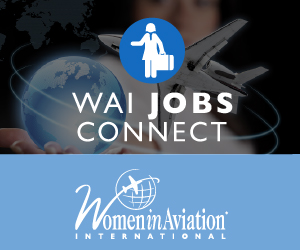 WAI JOBS
CONNECT
Women in Aviation®
INTERNATIONAL